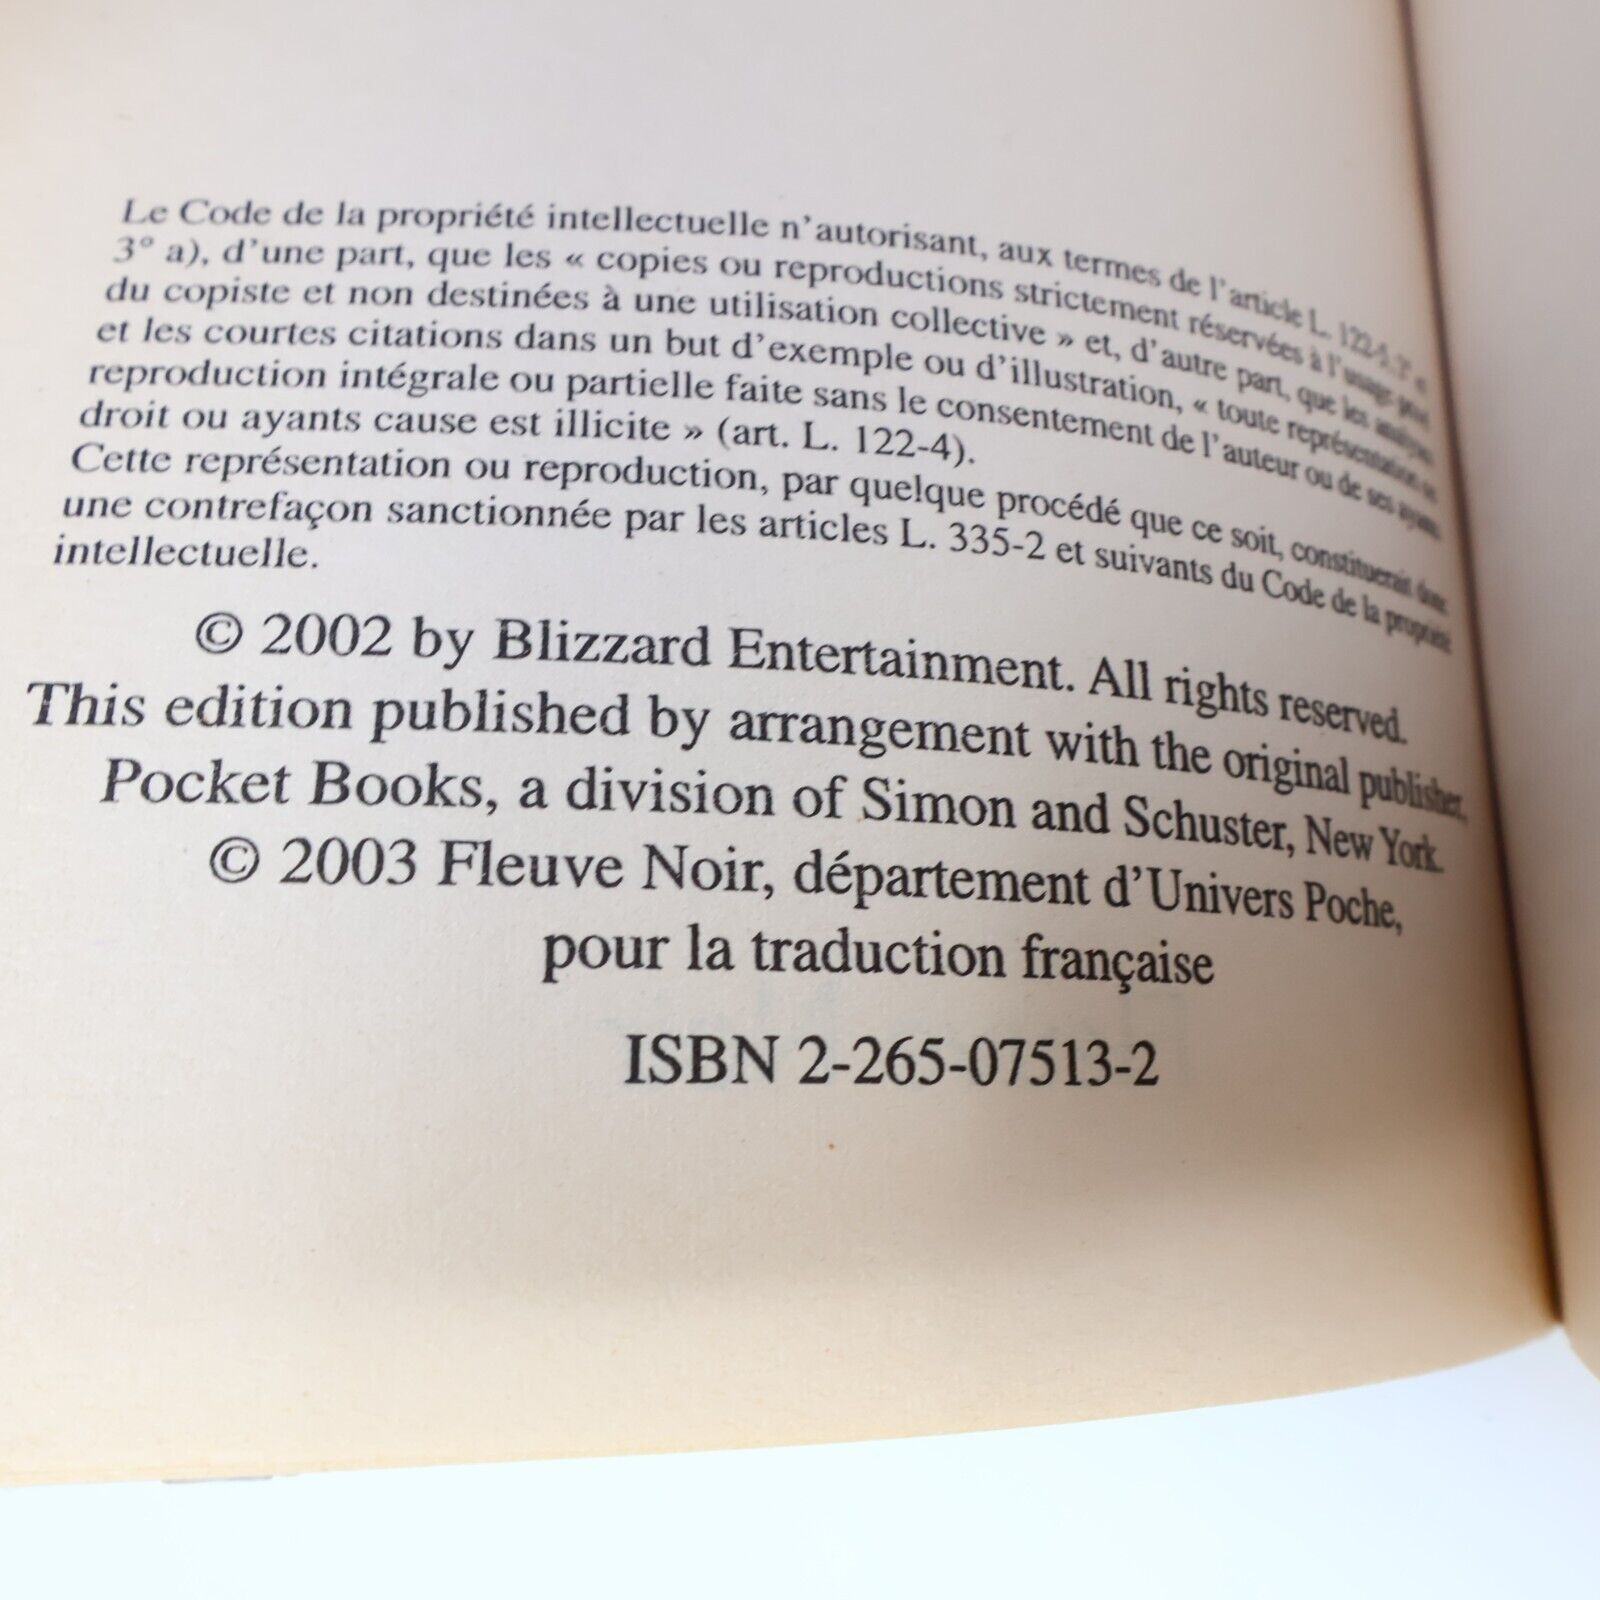 Le Code de la propriété intellectuelle n'autorisant, aux termes de l'article L. 122-5, 2° et
3° a), d'une part, que les « copies ou reproductions strictement réservées à l'usage privé
du copiste et non destinées à une utilisation collective » et, d'autre part, que les analyses
et les courtes citations dans un but d'exemple ou d'illustration, « toute représentation ou
reproduction intégrale ou partielle faite sans le consentement de l'auteur ou de ses ayants
droit ou ayants cause est illicite » (art. L. 122-4).
Cette représentation ou reproduction, par quelque procédé que ce soit, constituerait donc
une contrefaçon sanctionnée par les articles L. 335-2 et suivants du Code de la propriété
intellectuelle.
© 2002 by Blizzard Entertainment. All rights reserved.
This edition published by arrangement with the original publisher,
Pocket Books, a division of Simon and Schuster, New York.
© 2003 Fleuve Noir, département d'Univers Poche,
pour la traduction française
ISBN 2-265-07513-2